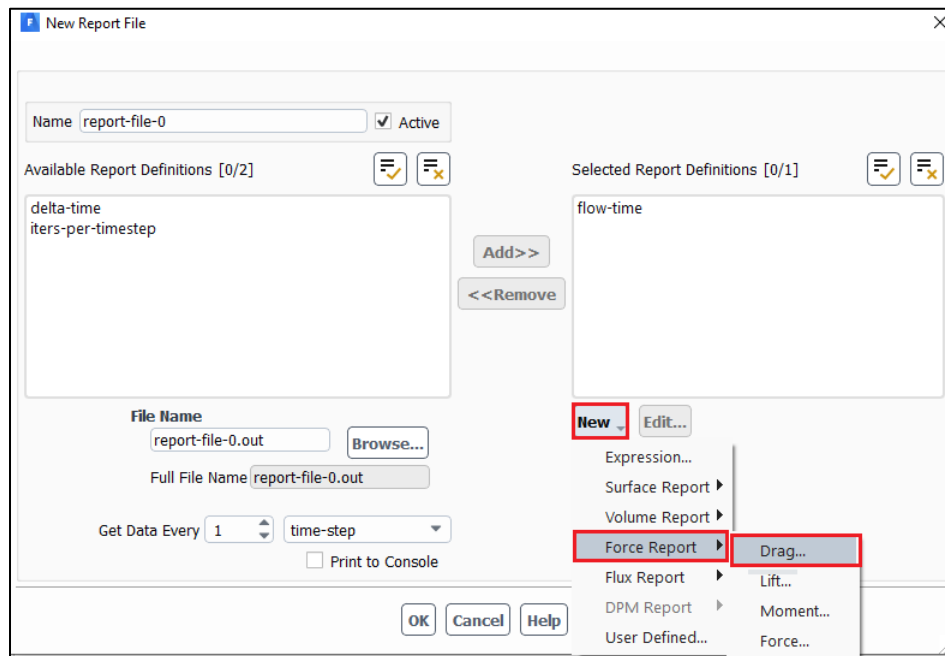 New Report File
Name report-file-0 Active
Available Report Definitions [0/2]
delta-time
iters-per-timestep
Add>>
<<Remove
Selected Report Definitions [0/1]
flow-time
File Name
report-file-0.out Browse...
Full File Name report-file-0.out
Get Data Every 1 time-step
Print to Console
New Edit...
Expression...
Surface Report
Volume Report
Force Report
Flux Report
DPM Report
User Defined...
Drag...
Lift...
Moment...
Force...
OK Cancel Help